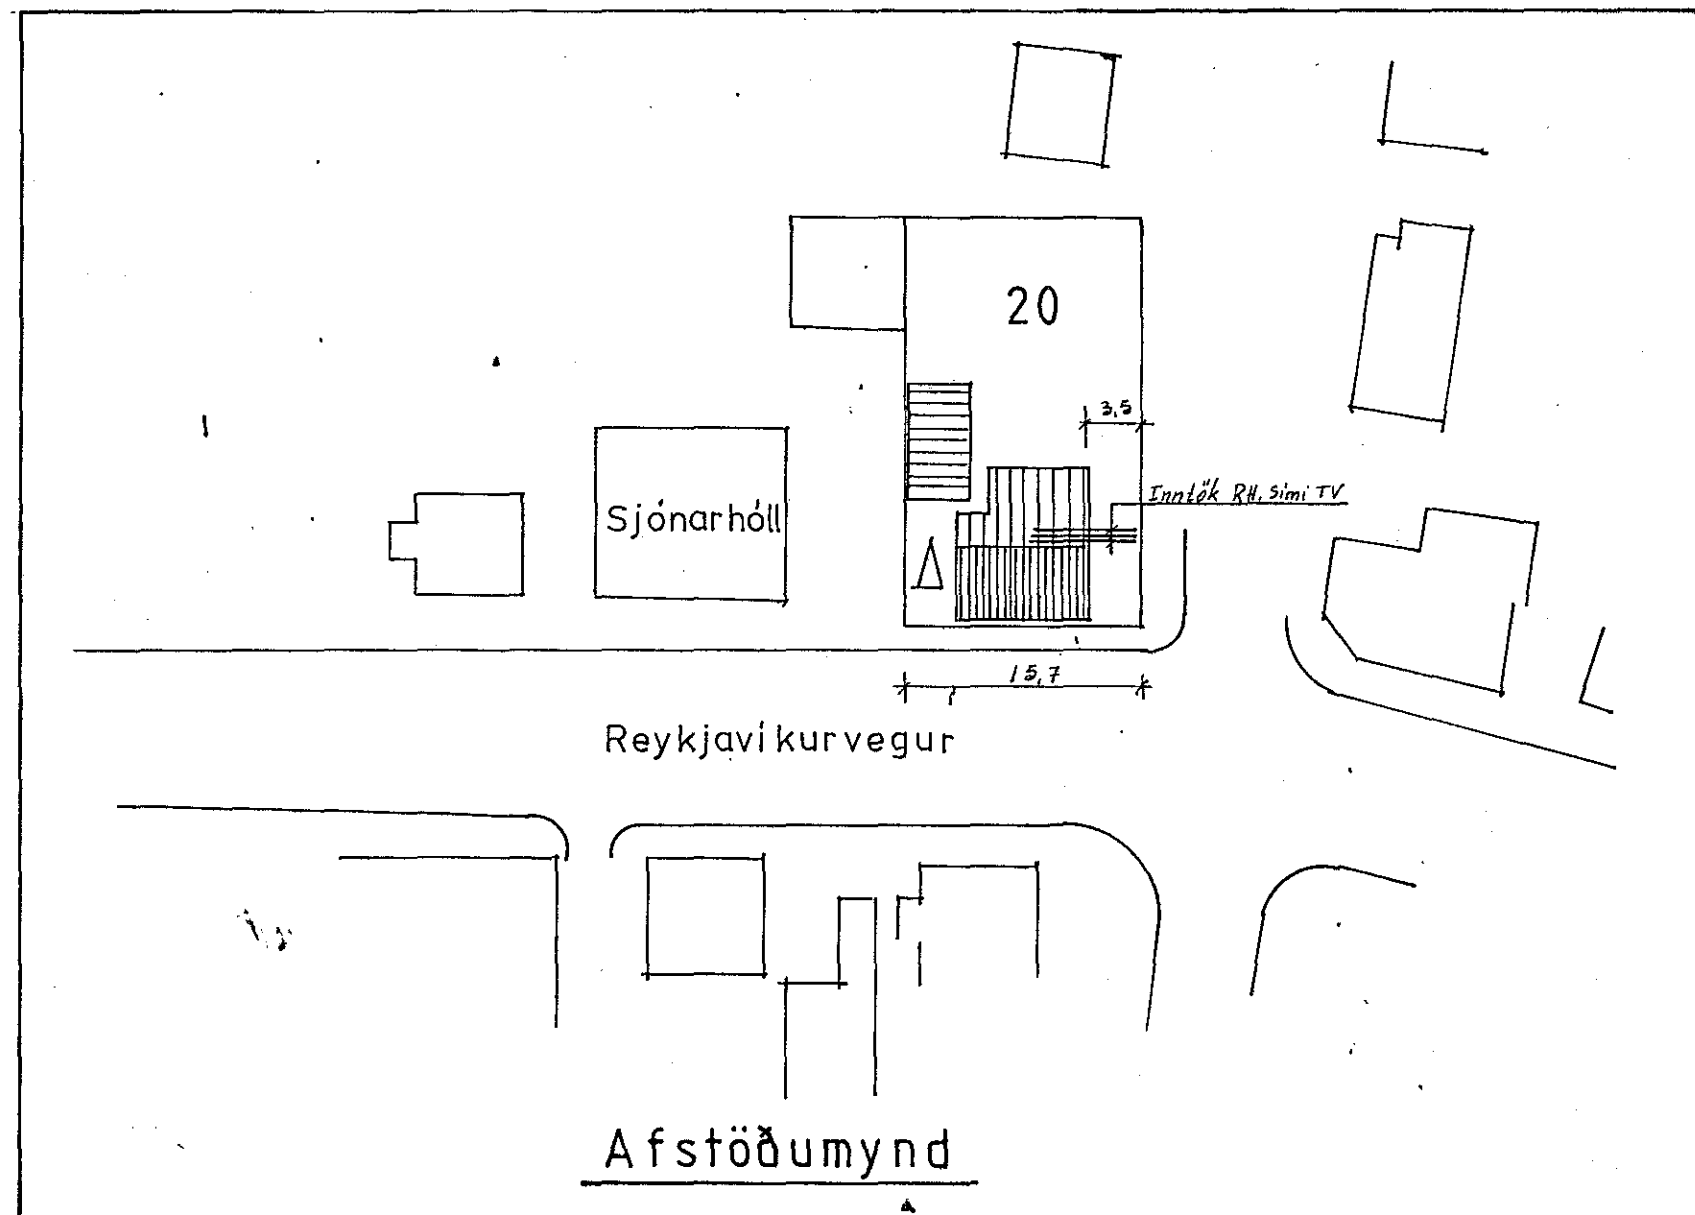 20
3,5
Inntök RH. Sími TV
Sjónarhóll
15,7
Reykjavíkurvegur
Afstöðumynd